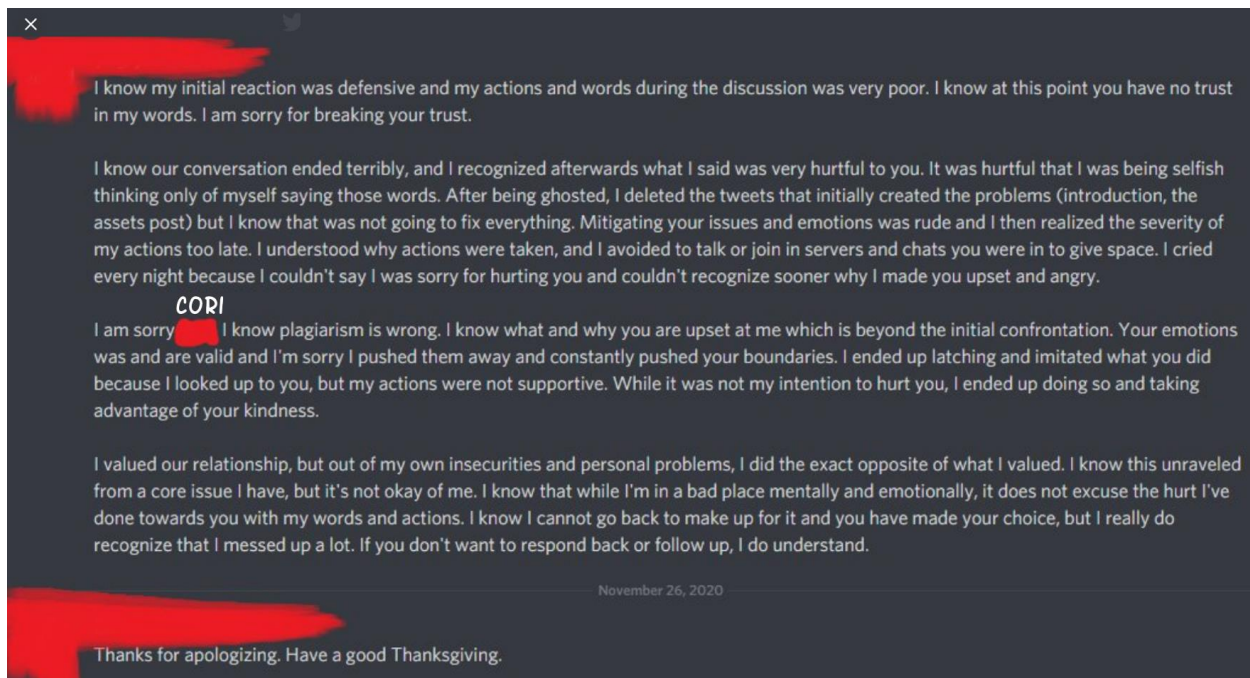 I know my initial reaction was defensive and my actions and words during the discussion was very poor. I know at this point you have no trust
in my words. I am sorry for breaking your trust.
I know our conversation ended terribly, and I recognized afterwards what I said was very hurtful to you. It was hurtful that I was being selfish
thinking only of myself saying those words. After being ghosted, I deleted the tweets that initially created the problems (introduction, the
assets post) but I know that was not going to fix everything. Mitigating your issues and emotions was rude and I then realized the severity of
my actions too late. I understood why actions were taken, and I avoided to talk or join in servers and chats you were in to give space. I cried
every night because I couldn't say I was sorry for hurting you and couldn't recognize sooner why I made you upset and angry.
CORI
I am sorry I know plagiarism is wrong. I know what and why you are upset at me which is beyond the initial confrontation. Your emotions
was and are valid and I'm sorry I pushed them away and constantly pushed your boundaries. I ended up latching and imitated what you did
because I looked up to you, but my actions were not supportive. While it was not my intention to hurt you, I ended up doing so and taking
advantage of your kindness.
I valued our relationship, but out of my own insecurities and personal problems, I did the exact opposite of what I valued. I know this unraveled
from a core issue I have, but it's not okay of me. I know that while I'm in a bad place mentally and emotionally, it does not excuse the hurt I've
done towards you with my words and actions. I know I cannot go back to make up for it and you have made your choice, but I really do
recognize that I messed up a lot. If you don't want to respond back or follow up, I do understand.
November 26, 2020
Thanks for apologizing. Have a good Thanksgiving.